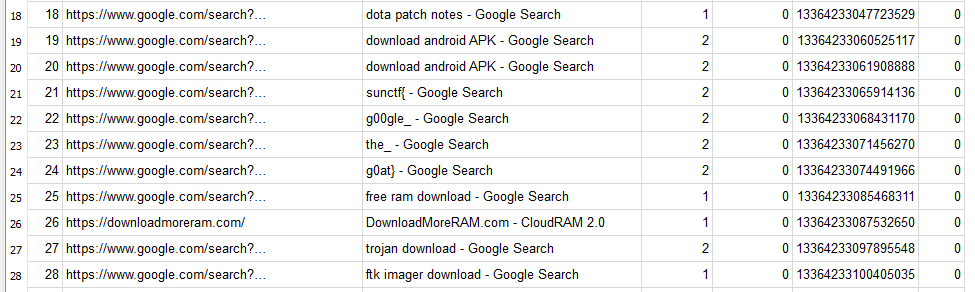 18 18 https://www.google.com/search?... dota patch notes - Google Search 1 0 13364233047723529 0
19 19 https://www.google.com/search?... download android APK - Google Search 2 0 13364233060525117 0
20 20 https://www.google.com/search?... download android APK - Google Search 2 0 13364233061908888 0
21 21 https://www.google.com/search?... sunctf{ - Google Search 2 0 13364233065914136 0
22 22 https://www.google.com/search?... g00gle_ - Google Search 2 0 13364233068431170 0
23 23 https://www.google.com/search?... the_ - Google Search 2 0 13364233071456270 0
24 24 https://www.google.com/search?... g0at} - Google Search 2 0 13364233074491966 0
25 25 https://www.google.com/search?... free ram download - Google Search 1 0 13364233085468311 0
26 26 https://downloadmoreram.com/ DownloadMoreRAM.com - CloudRAM 2.0 1 0 13364233087532650 0
27 27 https://www.google.com/search?... trojan download - Google Search 2 0 13364233097895548 0
28 28 https://www.google.com/search?... ftk imager download - Google Search 1 0 13364233100405035 0